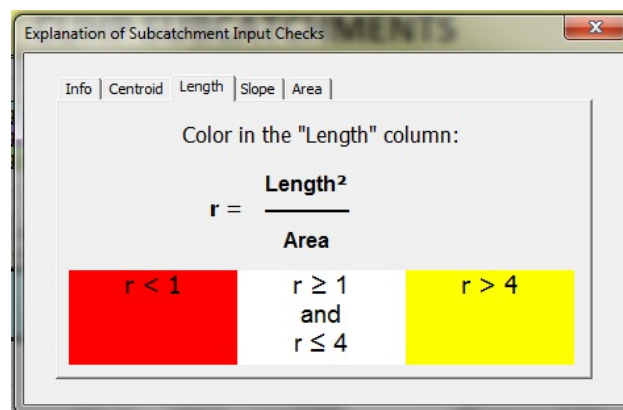 Explanation of Subcatchment Input Checks
Info
Centroid
Length
Slope
Area
Color in the "Length" column:
r =
Length²
Area
r < 1
r ≥ 1
and
r ≤ 4
r > 4